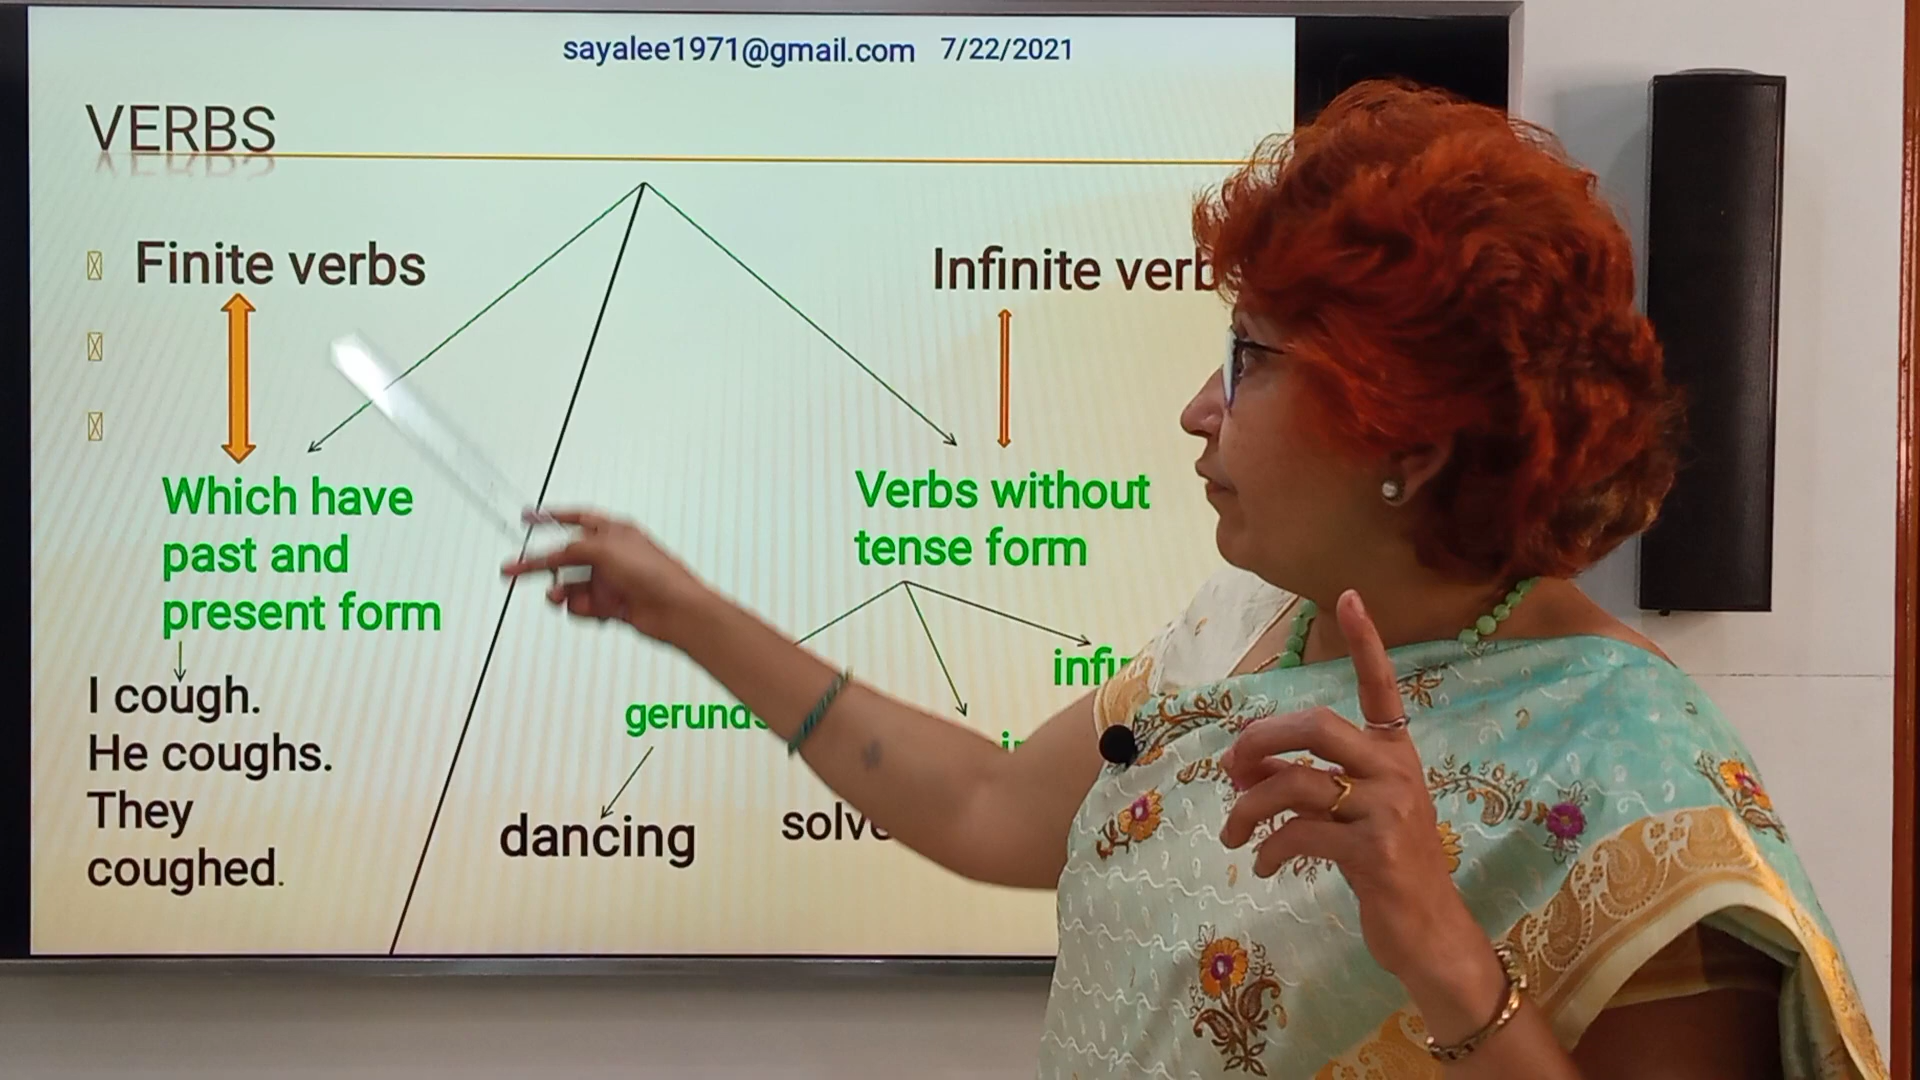 sayalee1971@gmail.com 7/22/2021
VERBS
Finite verbs
Infinite
Which have
past and
present form
Verbs without
tense form
I cough.
He coughs.
They
coughed.
gerunds
dancing